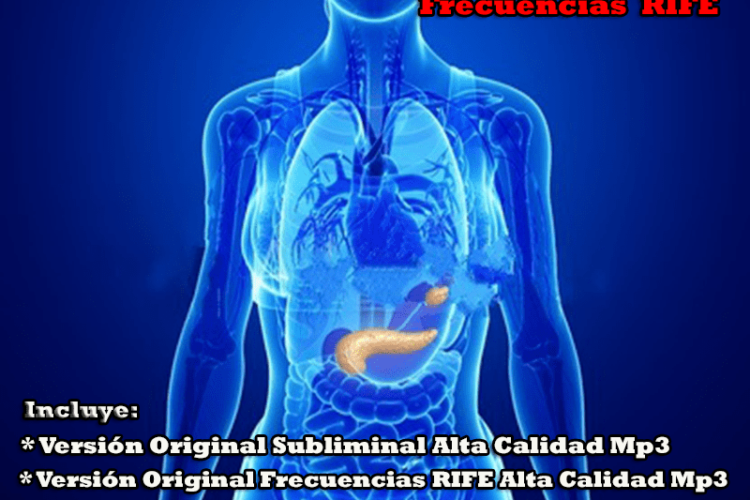 Frecuencias RIFE
Incluye:
* Versión Original Subliminal Alta Calidad Mp3
* Versión Original Frecuencias RIFE Alta Calidad Mp3